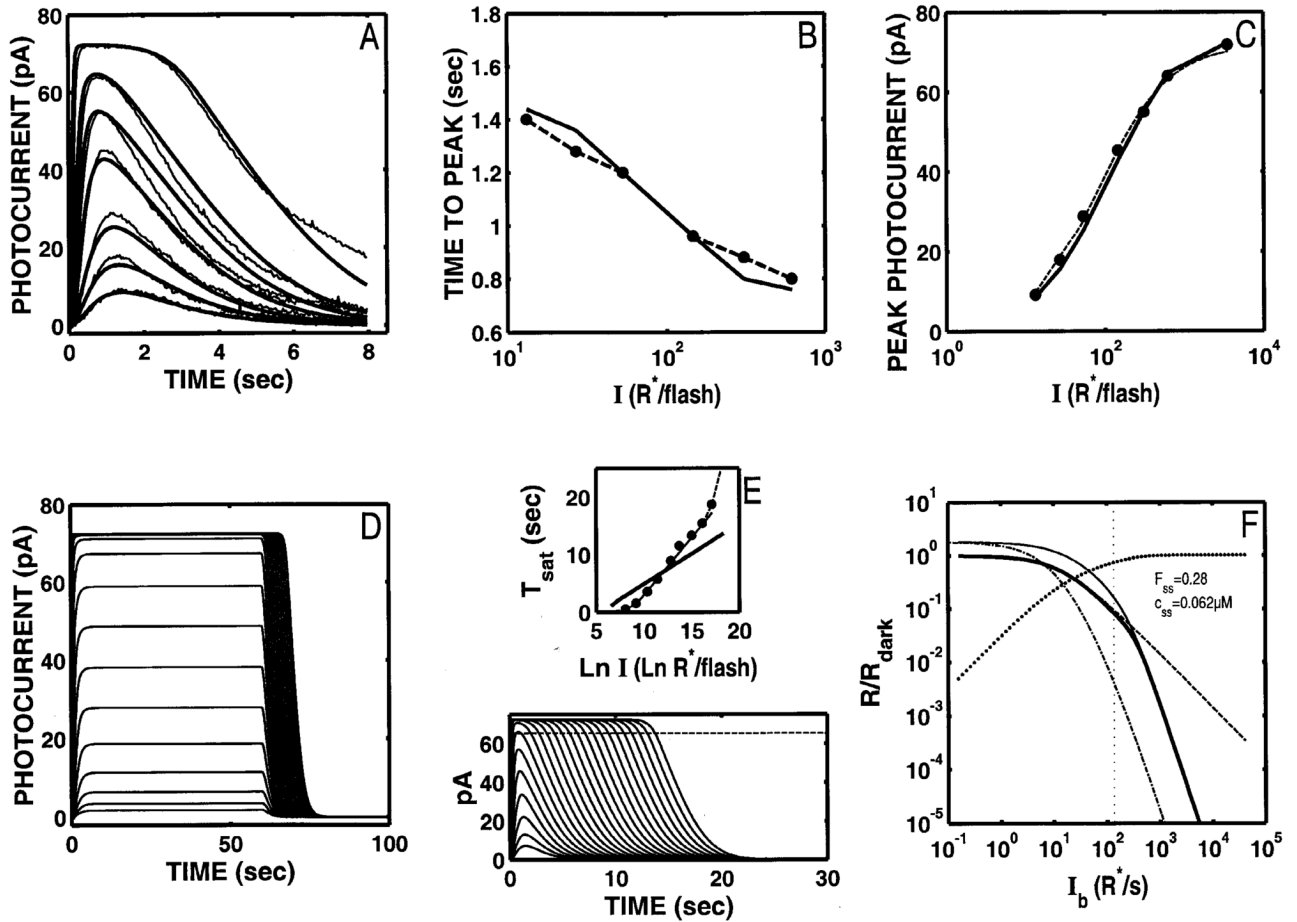 A
PHOTOCURRENT (pA)
80
60
40
20
0
0 2 4 6 8
TIME (sec)
B
TIME TO PEAK (sec)
1.8
1.6
1.4
1.2
1
0.8
0.6
10^1 10^2 10^3
I (R*/flash)
C
PEAK PHOTOCURRENT (pA)
80
60
40
20
0
10^0 10^2 10^4
I (R*/flash)
D
PHOTOCURRENT (pA)
80
70
60
50
40
30
20
10
0
0 50 100
TIME (sec)
E
T_sat (sec)
20
10
0
5 10 15 20
Ln I (Ln R*/flash)
pA
60
40
20
0
0 10 20 30
TIME (sec)
F
R/R_dark
10^1
10^0
10^-1
10^-2
10^-3
10^-4
10^-5
F_ss=0.28
c_ss=0.062µM
10^-1 10^0 10^1 10^2 10^3 10^4 10^5
I_b (R*/s)